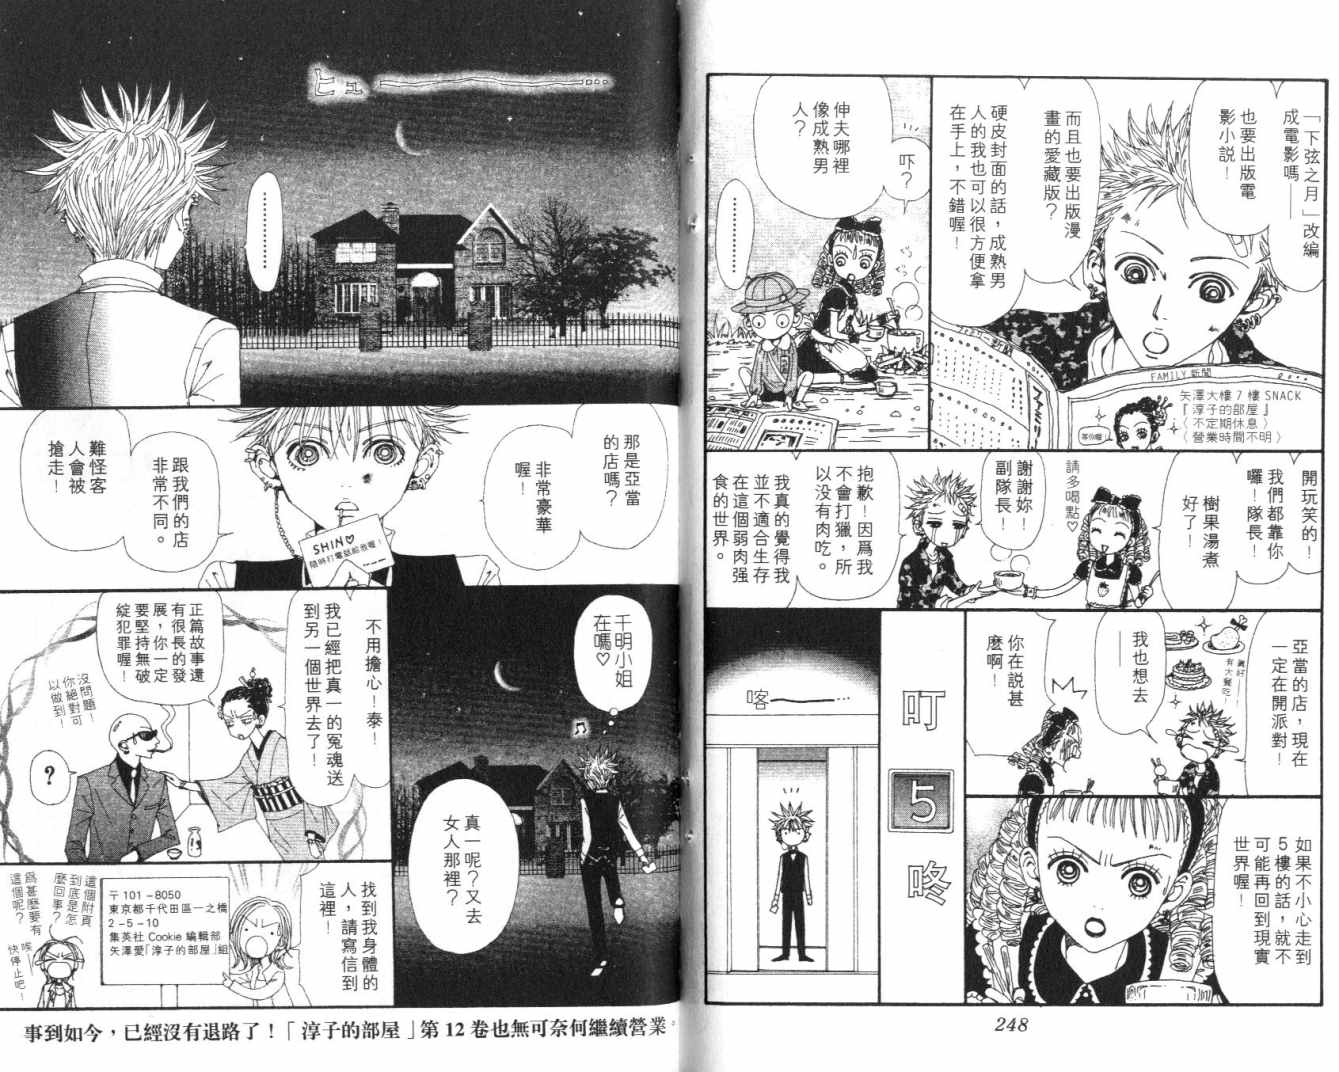 「下弦之月」改編
成電影嗎——
也要出版電
影小說！
而且也要出版漫
畫的愛藏版？
硬皮封面的話，成熟男
人的我也可以很方便拿
在手上，不錯喔！
FAMILY 新聞
矢澤大樓7樓 SNACK
『淳子的部屋』
〈不定期休息〉
〈營業時間不明〉
等你喔
吓？
伸夫哪裡
像成熟男
人？
…………
開玩笑的！
我們都靠你
囉！隊長！
樹果湯煮
好了！
請多喝點♡
謝謝妳！
副隊長！
抱歉！因爲我
不會打獵，所
以没有肉吃。
我真的覺得我
並不適合生存
在這個弱肉强
食的世界。
亞當的店，現在
一定在開派對！
真好——
有大餐吃！
我也想去
——
你在説甚
麼啊！
如果不小心走到
5樓的話，就不
可能再回到現實
世界喔！
叮
5
咚
喀——…
248
ヒュ——————…
…………
那是亞當
的店嗎？
非常豪華
喔！
SHIN♡
隨時打電話給我喔！
跟我們的店
非常不同。
難怪客
人會被
搶走！
千明小姐
在嗎♡
真一呢？又去
女人那裡？
不用擔心！泰！
我已經把真一的冤魂送
到另一個世界去了！
正篇故事還
有很長的發
展，你一定
要堅持無破
綻犯罪喔！
沒問題！
你絕對可
以做到！
？
找到我身體的
人，請寫信到
這裡！
〒101-8050
東京都千代田區一之橋
2-5-10
集英社 Cookie 編輯部
矢澤愛「淳子的部屋」組
這個附頁
到底是怎
麼回事？
爲甚麼要有
這個呢？
唉——
快停止吧！
事到如今，已經沒有退路了！「淳子的部屋」第12卷也無可奈何繼續營業。